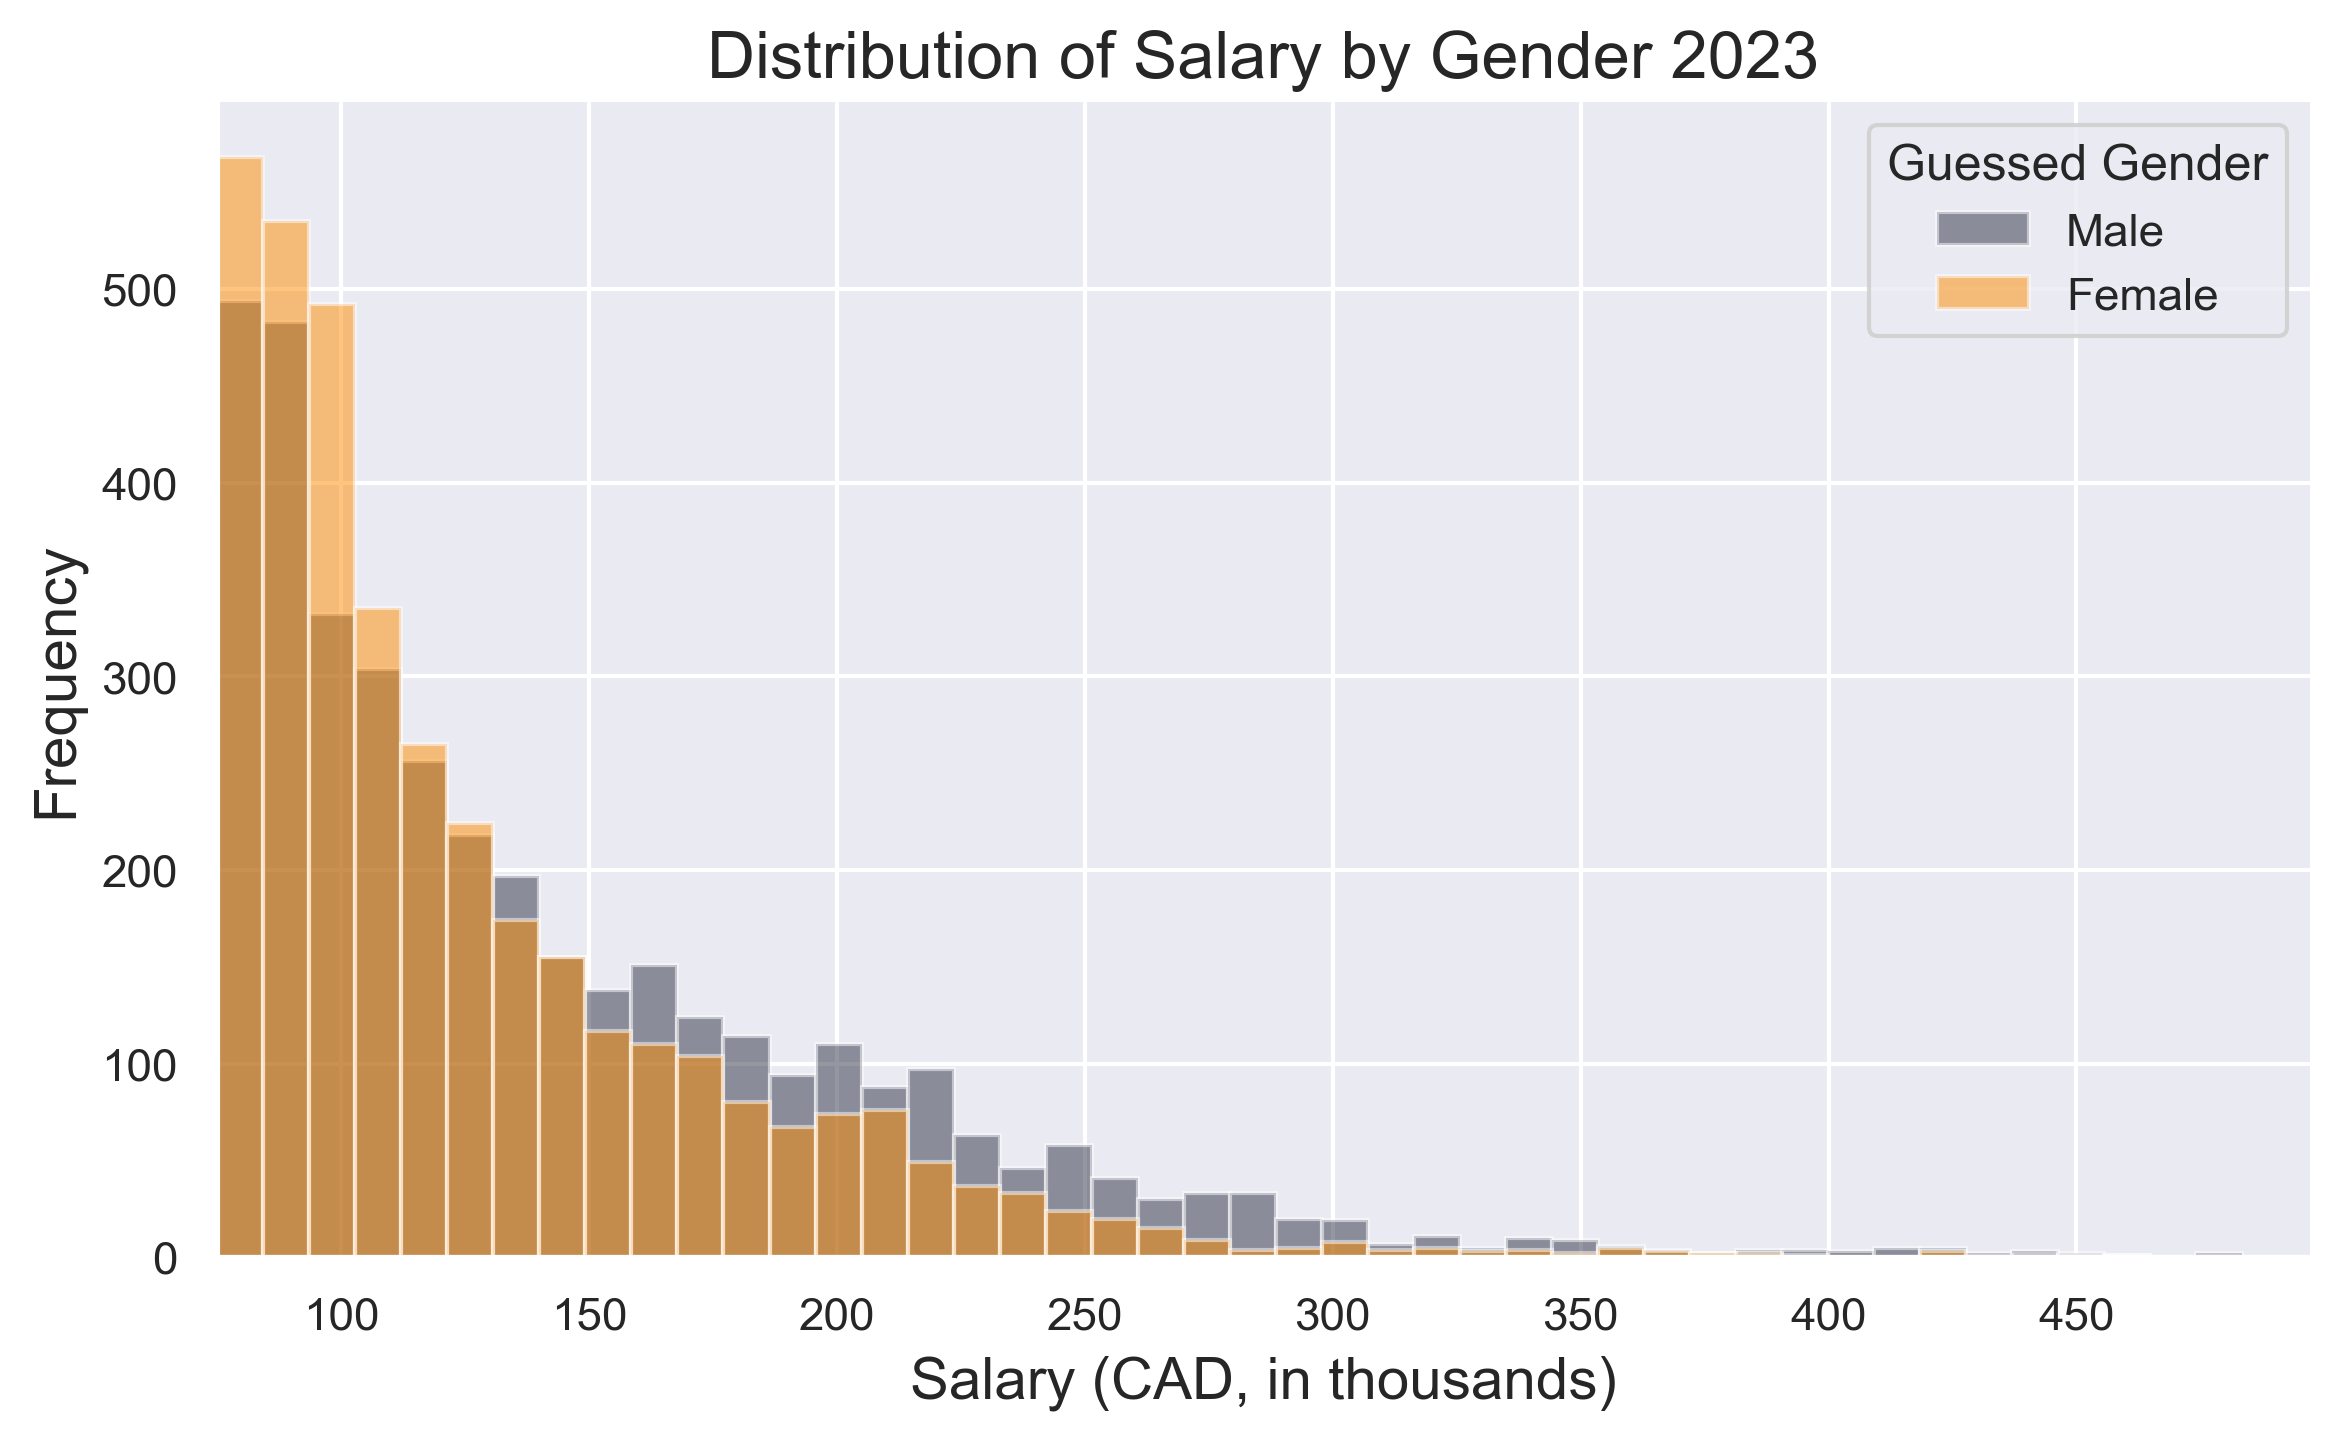 Distribution of Salary by Gender 2023
Guessed Gender
Male
Female
Frequency
500
400
300
200
100
0
100 150 200 250 300 350 400 450
Salary (CAD, in thousands)